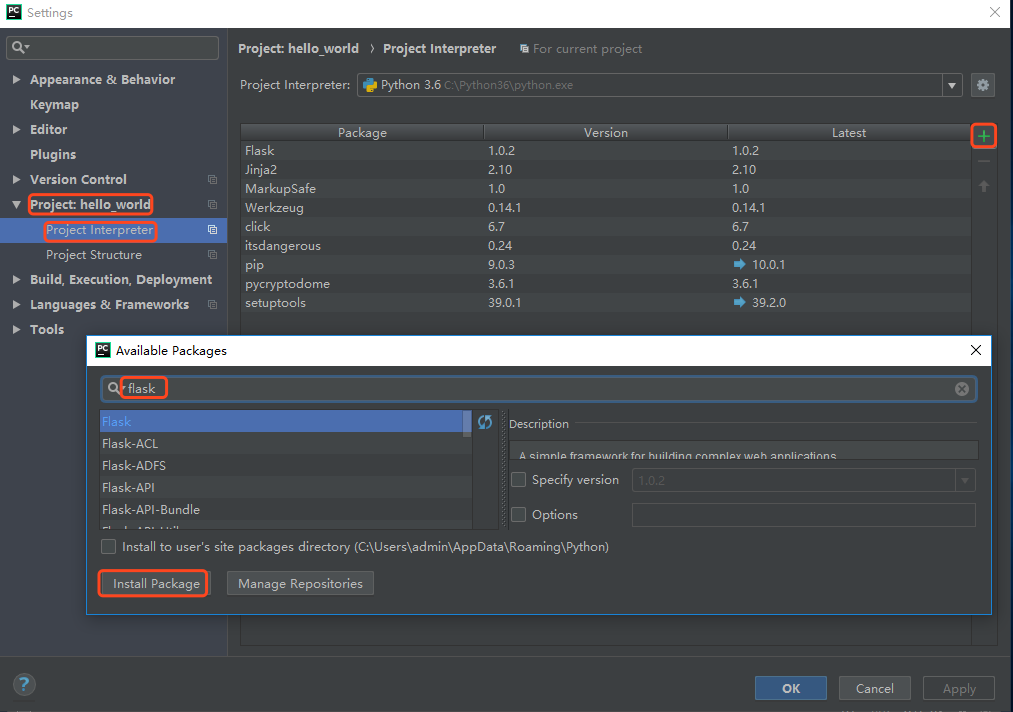 PC Settings
Project: hello_world › Project Interpreter For current project
Appearance & Behavior
Keymap
Editor
Plugins
Version Control
Project: hello_world
Project Interpreter
Project Structure
Build, Execution, Deployment
Languages & Frameworks
Tools
Project Interpreter: Python 3.6 C:\Python36\python.exe
Package Version Latest
Flask 1.0.2 1.0.2
Jinja2 2.10 2.10
MarkupSafe 1.0 1.0
Werkzeug 0.14.1 0.14.1
click 6.7 6.7
itsdangerous 0.24 0.24
pip 9.0.3 10.0.1
pycryptodome 3.6.1 3.6.1
setuptools 39.0.1 39.2.0
PC Available Packages
flask
Flask
Flask-ACL
Flask-ADFS
Flask-API
Flask-API-Bundle
Description
A simple framework for building complex web applications
Specify version 1.0.2
Options
Install to user's site packages directory (C:\Users\admin\AppData\Roaming\Python)
Install Package Manage Repositories
? OK Cancel Apply